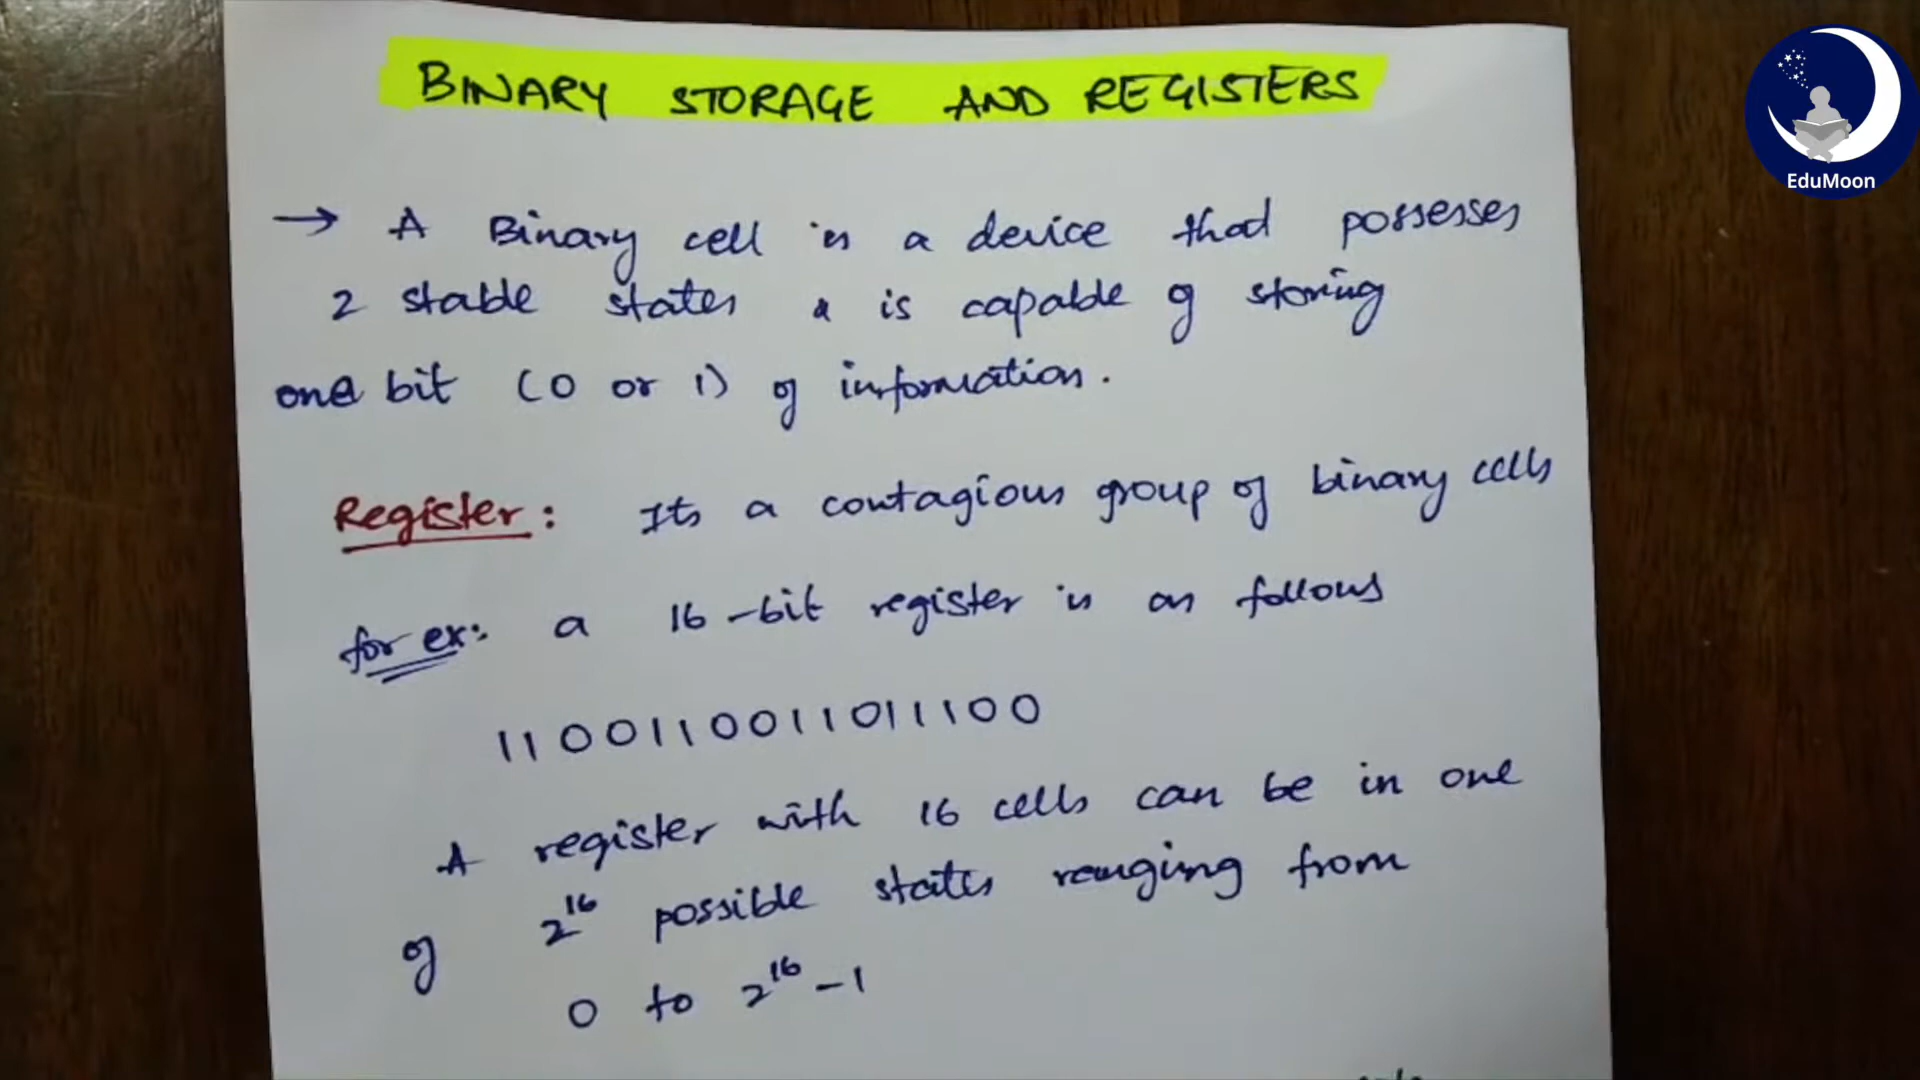 BINARY STORAGE AND REGISTERS
EduMoon
→ A Binary cell is a device that possesses
2 stable states & is capable of storing
one bit (0 or 1) of information.
Register: Its a contagious group of binary cells
for ex: a 16-bit register is as follows
1100110011011100
A register with 16 cells can be in one
of 2^16 possible states ranging from
0 to 2^16 - 1